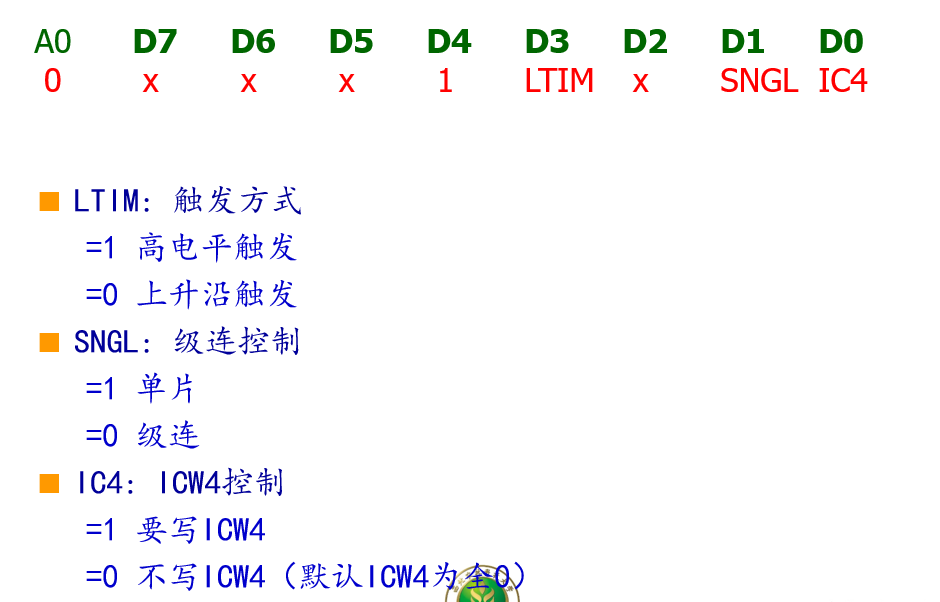 A0 D7 D6 D5 D4 D3 D2 D1 D0
0 x x x 1 LTIM x SNGL IC4
LTIM: 触发方式
=1 高电平触发
=0 上升沿触发
SNGL: 级连控制
=1 单片
=0 级连
IC4: ICW4控制
=1 要写ICW4
=0 不写ICW4（默认ICW4为全0）